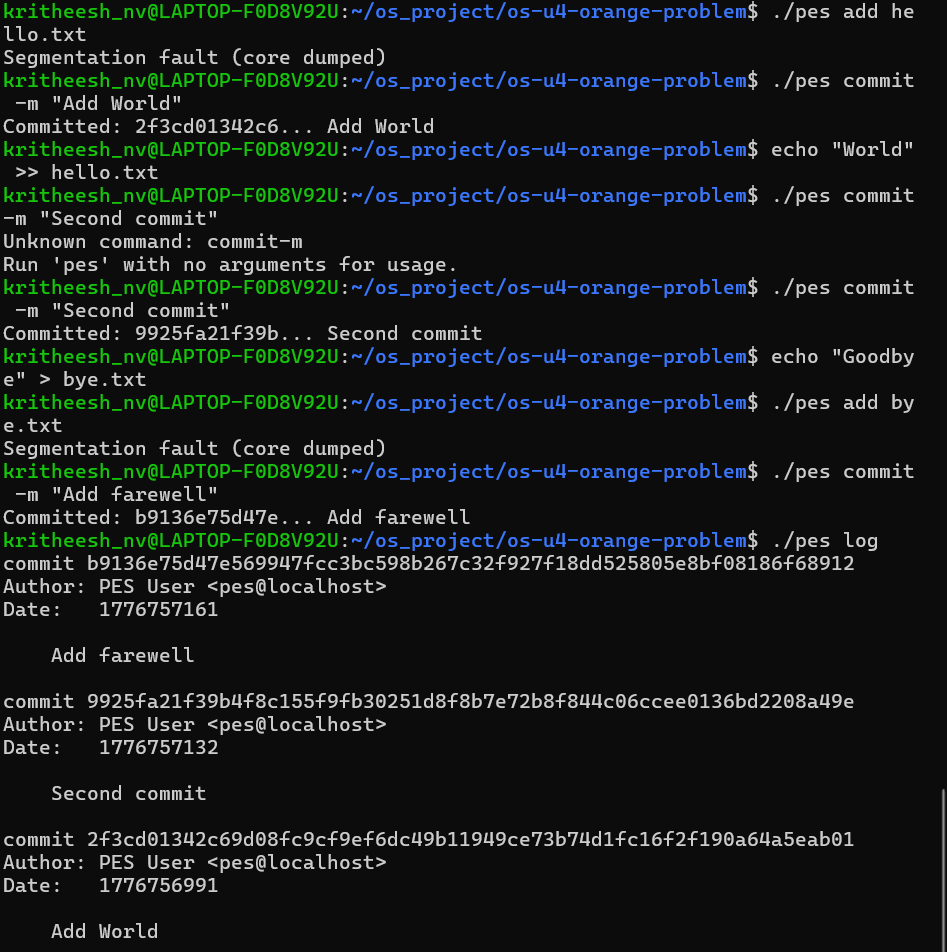 kritheesh_nv@LAPTOP-F0D8V92U:~/os_project/os-u4-orange-problem$ ./pes add he
llo.txt
Segmentation fault (core dumped)
kritheesh_nv@LAPTOP-F0D8V92U:~/os_project/os-u4-orange-problem$ ./pes commit
 -m "Add World"
Committed: 2f3cd01342c6... Add World
kritheesh_nv@LAPTOP-F0D8V92U:~/os_project/os-u4-orange-problem$ echo "World"
 >> hello.txt
kritheesh_nv@LAPTOP-F0D8V92U:~/os_project/os-u4-orange-problem$ ./pes commit
-m "Second commit"
Unknown command: commit-m
Run 'pes' with no arguments for usage.
kritheesh_nv@LAPTOP-F0D8V92U:~/os_project/os-u4-orange-problem$ ./pes commit
 -m "Second commit"
Committed: 9925fa21f39b... Second commit
kritheesh_nv@LAPTOP-F0D8V92U:~/os_project/os-u4-orange-problem$ echo "Goodby
e" > bye.txt
kritheesh_nv@LAPTOP-F0D8V92U:~/os_project/os-u4-orange-problem$ ./pes add by
e.txt
Segmentation fault (core dumped)
kritheesh_nv@LAPTOP-F0D8V92U:~/os_project/os-u4-orange-problem$ ./pes commit
 -m "Add farewell"
Committed: b9136e75d47e... Add farewell
kritheesh_nv@LAPTOP-F0D8V92U:~/os_project/os-u4-orange-problem$ ./pes log
commit b9136e75d47e569947fcc3bc598b267c32f927f18dd525805e8bf08186f68912
Author: PES User <pes@localhost>
Date:   1776757161

    Add farewell

commit 9925fa21f39b4f8c155f9fb30251d8f8b7e72b8f844c06ccee0136bd2208a49e
Author: PES User <pes@localhost>
Date:   1776757132

    Second commit

commit 2f3cd01342c69d08fc9cf9ef6dc49b11949ce73b74d1fc16f2f190a64a5eab01
Author: PES User <pes@localhost>
Date:   1776756991

    Add World